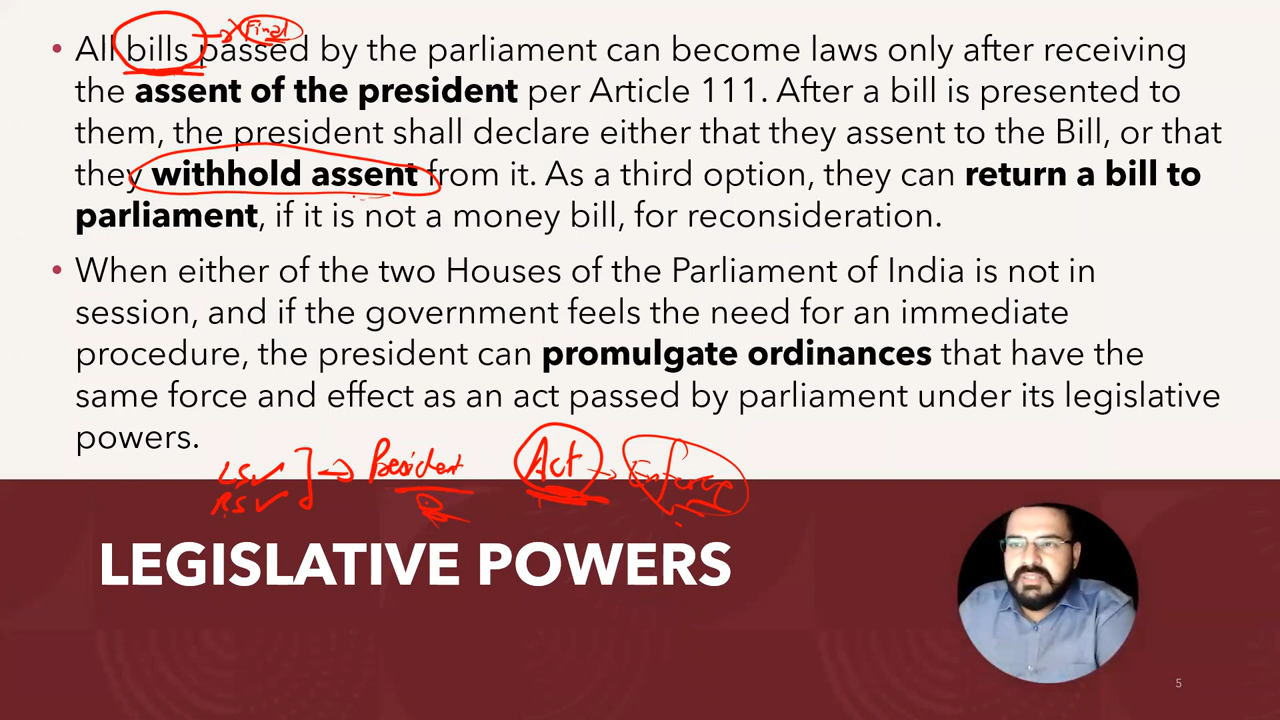 Final
• All bills passed by the parliament can become laws only after receiving
the assent of the president per Article 111. After a bill is presented to
them, the president shall declare either that they assent to the Bill, or that
they withhold assent from it. As a third option, they can return a bill to
parliament, if it is not a money bill, for reconsideration.
• When either of the two Houses of the Parliament of India is not in
session, and if the government feels the need for an immediate
procedure, the president can promulgate ordinances that have the
same force and effect as an act passed by parliament under its legislative
powers.
LS✓ ] → President Act →
RS✓
LEGISLATIVE POWERS
5